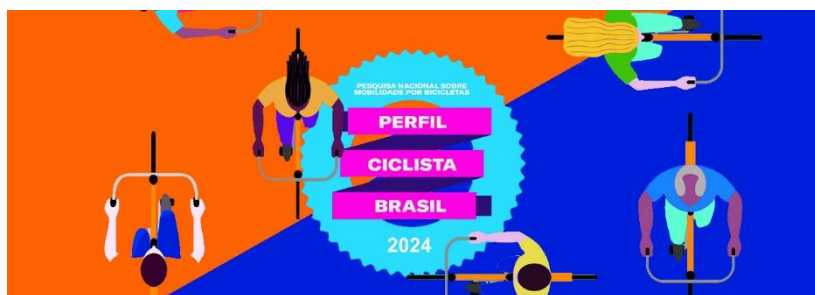 PESQUISA NACIONAL SOBRE
MOBILIDADE POR BICICLETAS
PERFIL
CICLISTA
BRASIL
2024